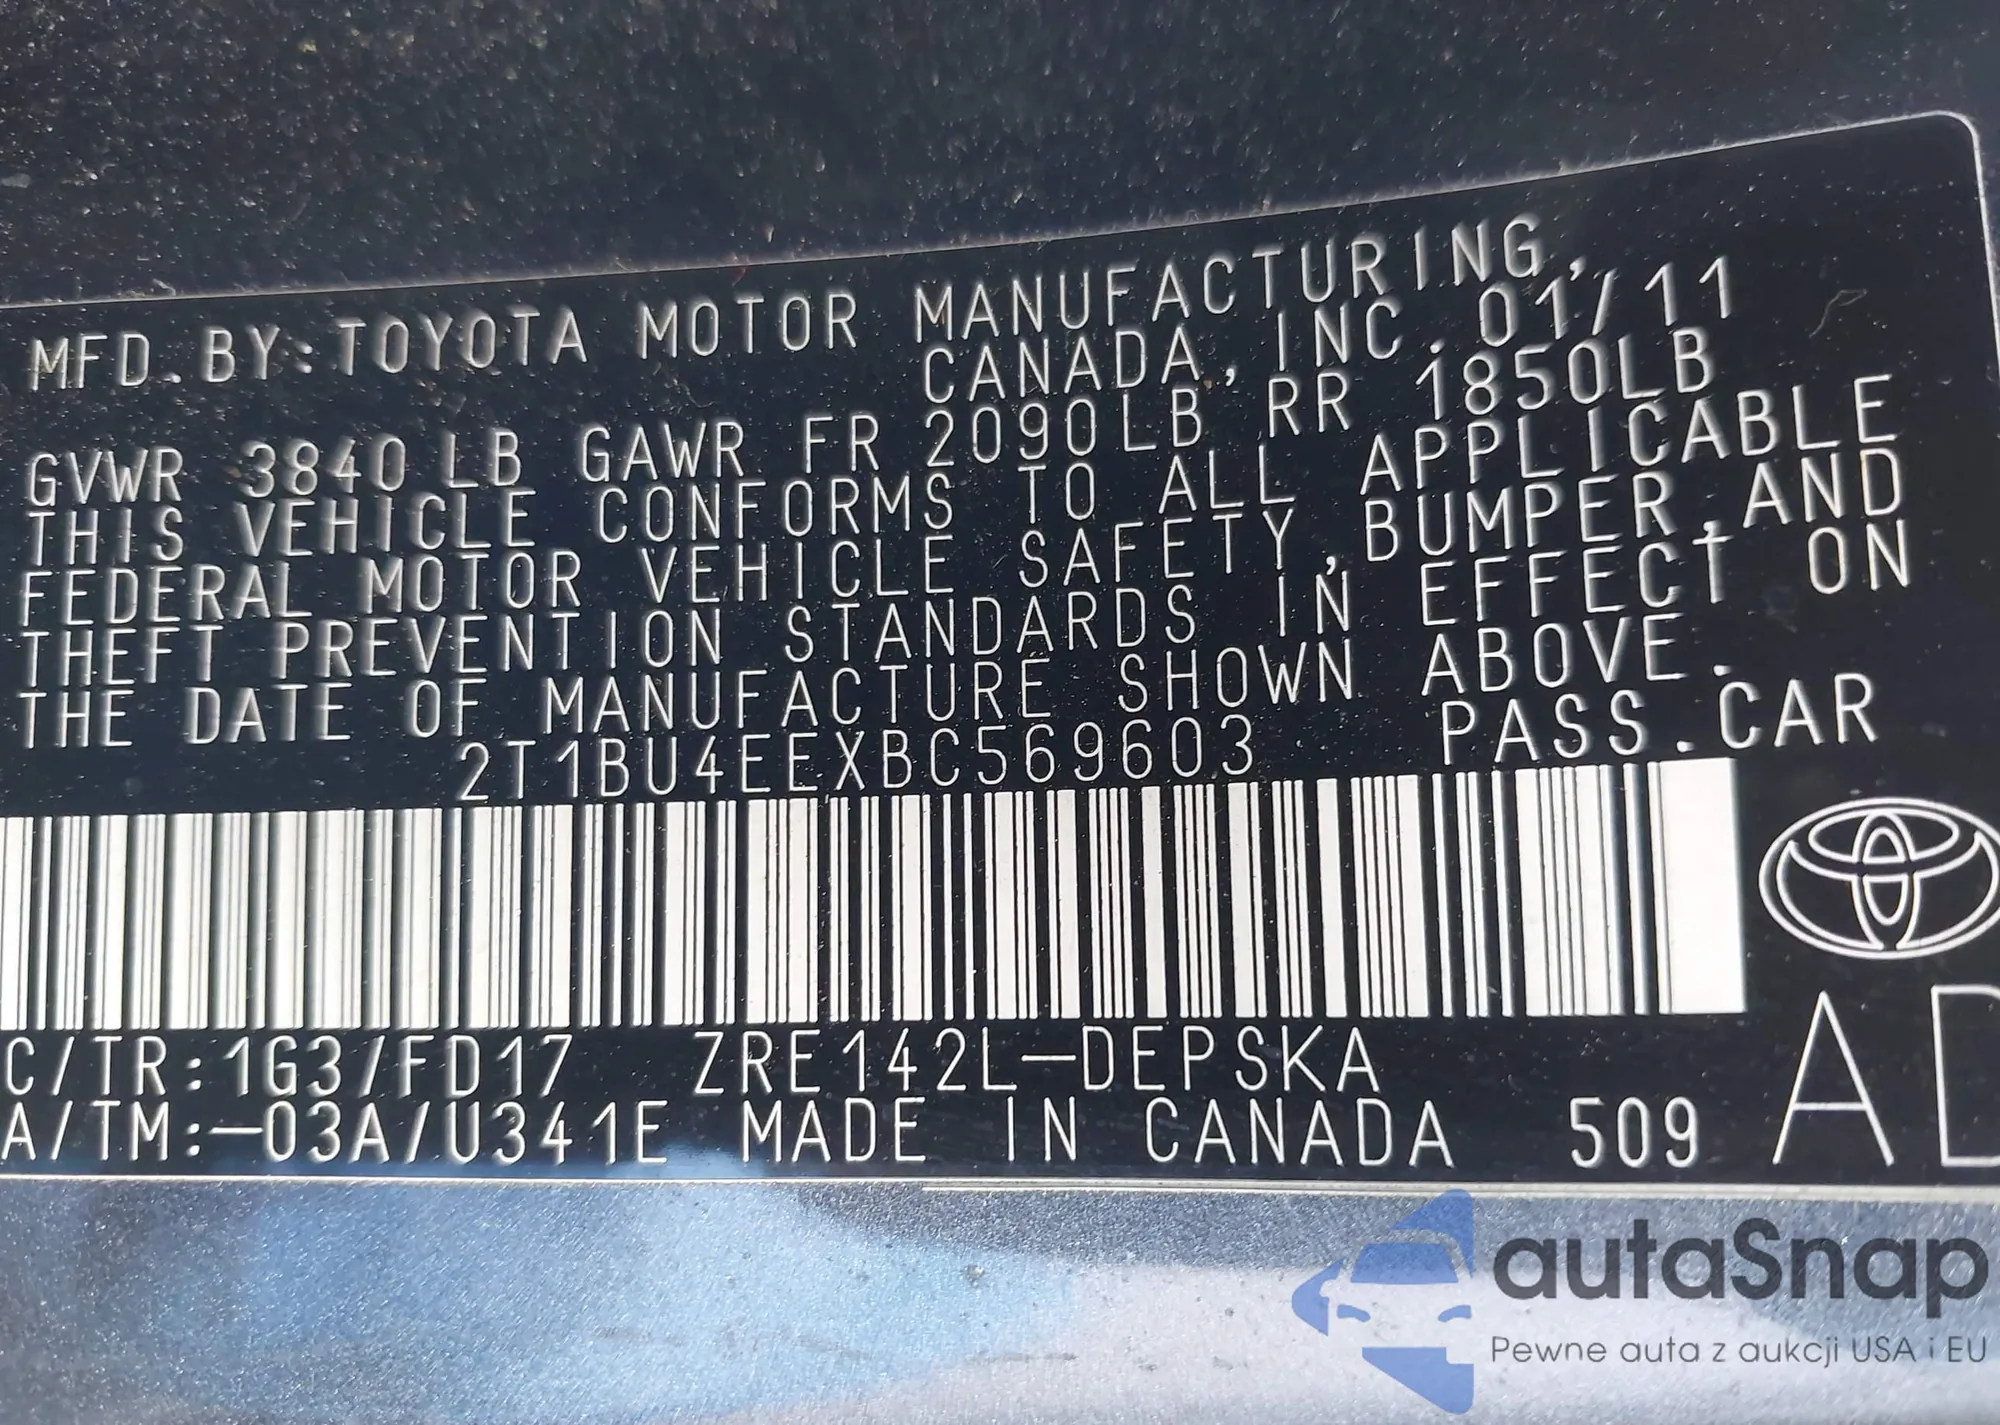 MFD. BY: TOYOTA MOTOR MANUFACTURING,
CANADA, INC. 01/11
GVWR 3840 LB GAWR FR 2090LB RR 1850LB
THIS VEHICLE CONFORMS TO ALL APPLICABLE
FEDERAL MOTOR VEHICLE SAFETY, BUMPER, AND
THEFT PREVENTION STANDARDS IN EFFECT ON
THE DATE OF MANUFACTURE SHOWN ABOVE.
2T1BU4EEXBC569603 PASS. CAR
C/TR:1G3/FD17 ZRE142L-DEPSKA
A/TM:-03A/U341E MADE IN CANADA 509 AD
autaSnap
Pewne auta z aukcji USA i EU